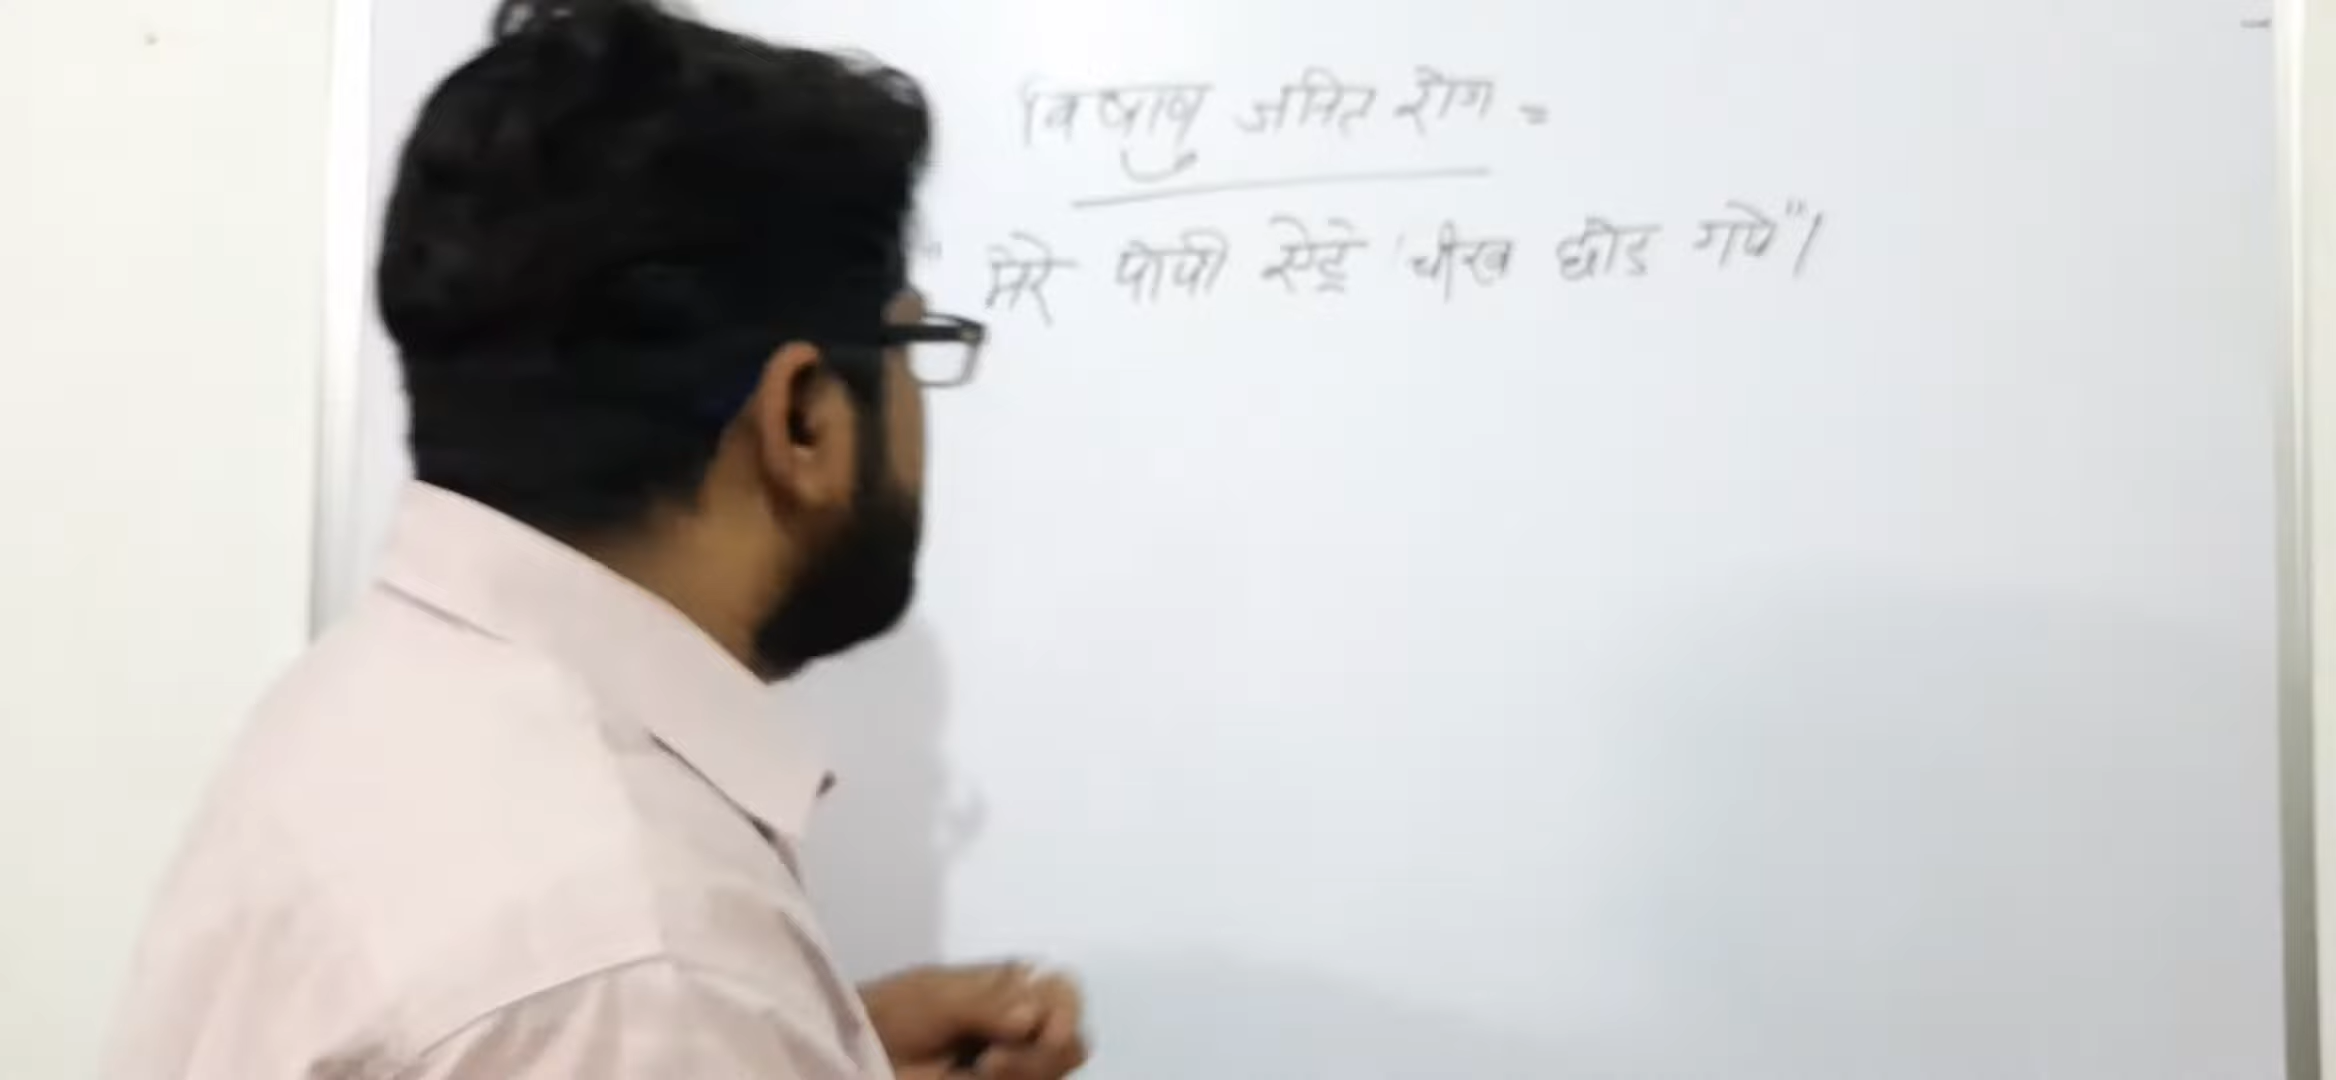 विषाणु जनित रोग =
" मेरे पोपी सेट्रे चीख छोड गये"।